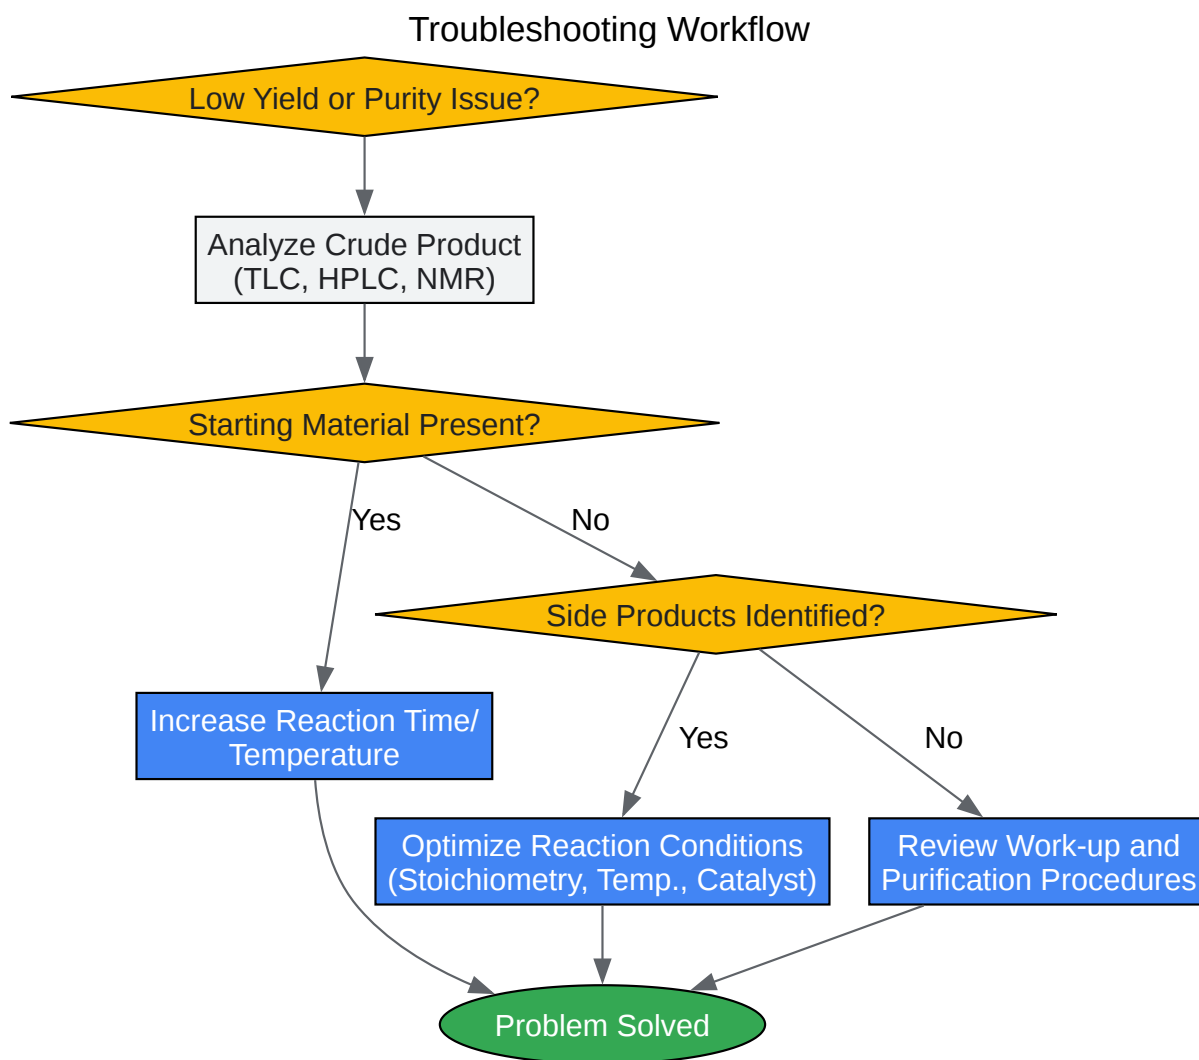 Troubleshooting Workflow
Low Yield or Purity Issue?
Analyze Crude Product
(TLC, HPLC, NMR)
Starting Material Present?
Yes
No
Side Products Identified?
Increase Reaction Time/
Temperature
Yes
No
Optimize Reaction Conditions
(Stoichiometry, Temp., Catalyst)
Review Work-up and
Purification Procedures
Problem Solved